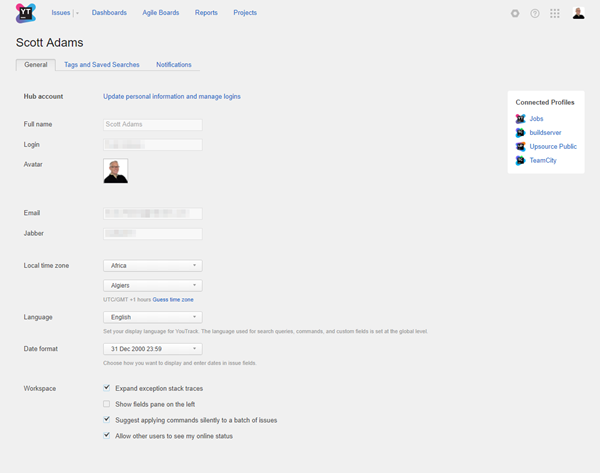 YT
Issues | Dashboards Agile Boards Reports Projects
Scott Adams
General Tags and Saved Searches Notifications
Hub account Update personal information and manage logins
Full name Scott Adams
Login
Avatar
Email
Jabber
Local time zone Africa
Algiers
UTC/GMT +1 hours Guess time zone
Language English
Set your display language for YouTrack. The language used for search queries, commands, and custom fields is set at the global level.
Date format 31 Dec 2000 23:59
Choose how you want to display and enter dates in issue fields
Workspace Expand exception stack traces
Show fields pane on the left
Suggest applying commands silently to a batch of issues
Allow other users to see my online status
Connected Profiles
Jobs
buildserver
Upsource Public
TeamCity